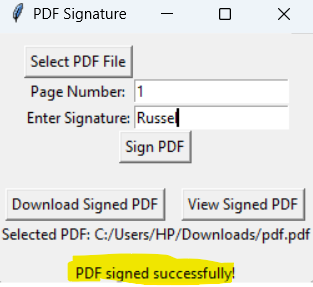 PDF Signature
Select PDF File
Page Number: 1
Enter Signature: Russel
Sign PDF
Download Signed PDF View Signed PDF
Selected PDF: C:/Users/HP/Downloads/pdf.pdf
PDF signed successfully!